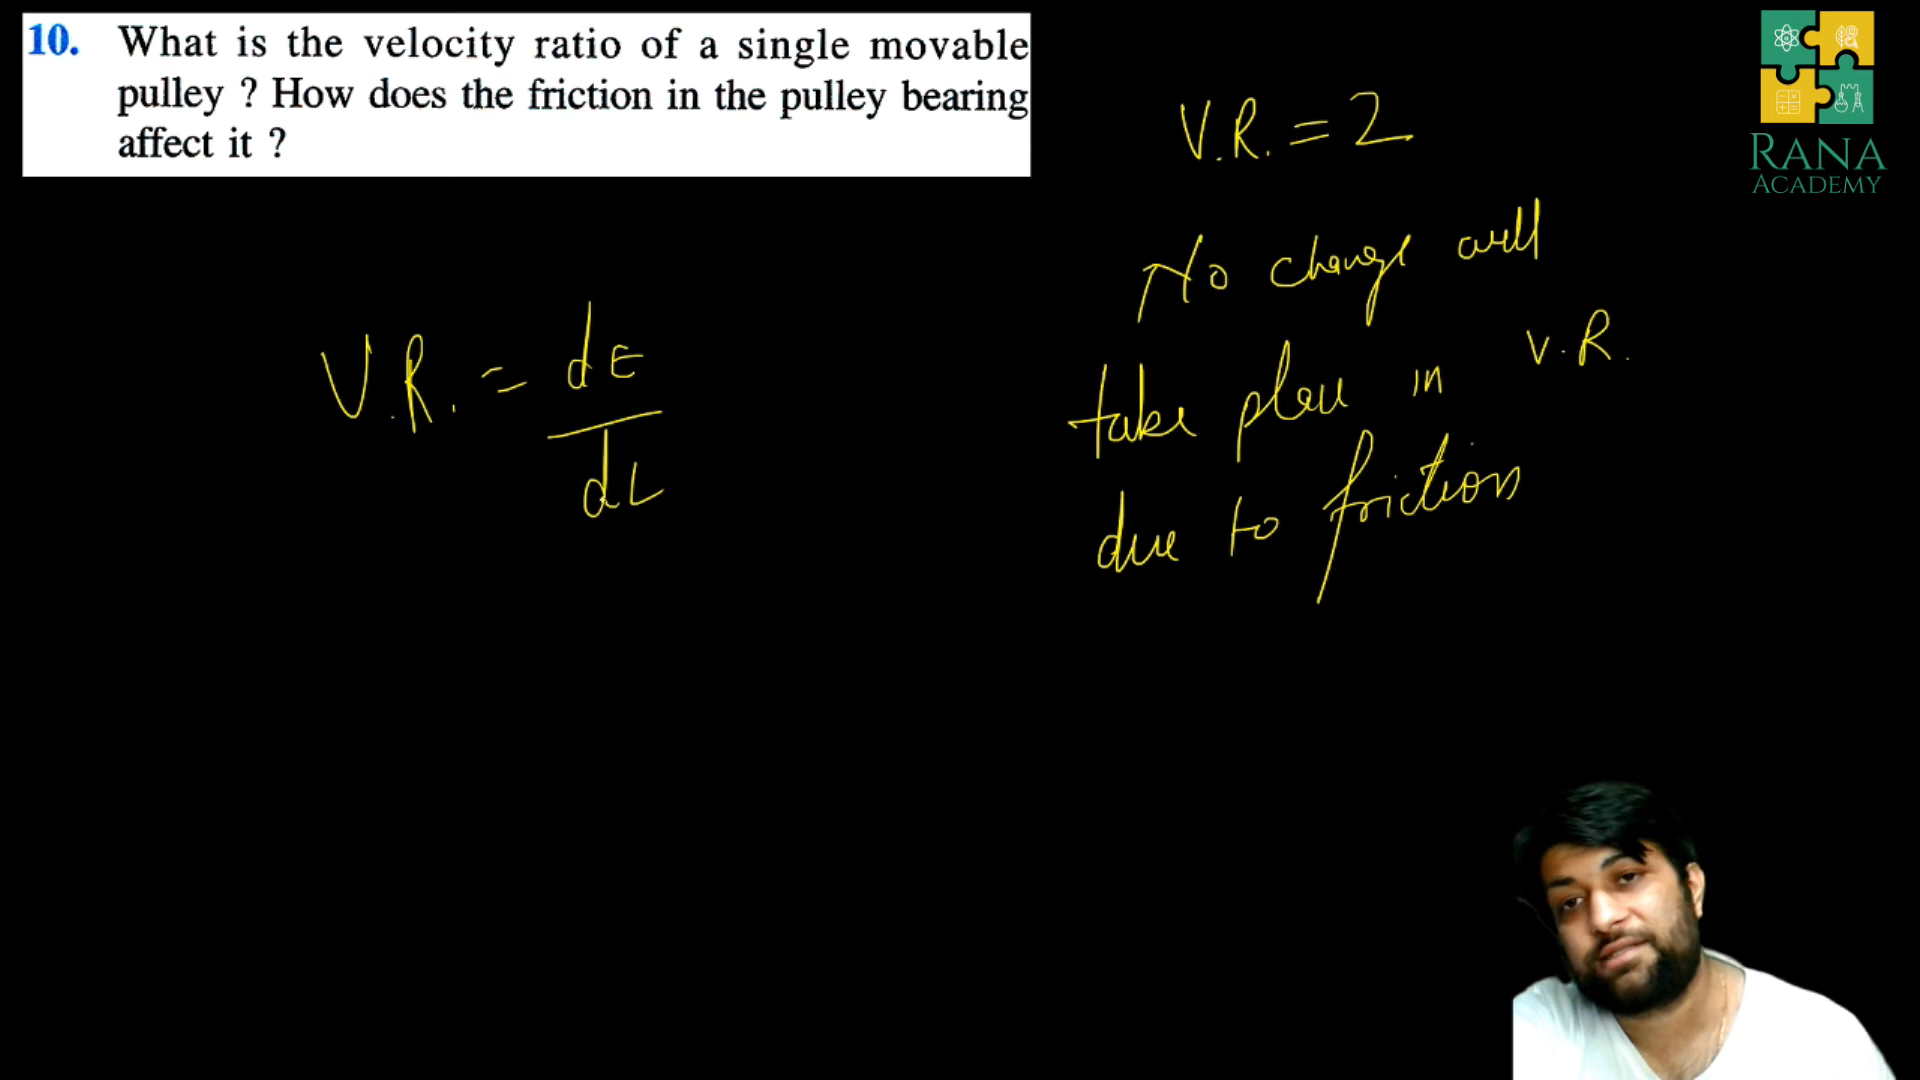 10. What is the velocity ratio of a single movable
pulley ? How does the friction in the pulley bearing
affect it ?
RANA
ACADEMY
V.R. = 2
No change will
take place in V.R.
due to friction
V.R. = dE
dL